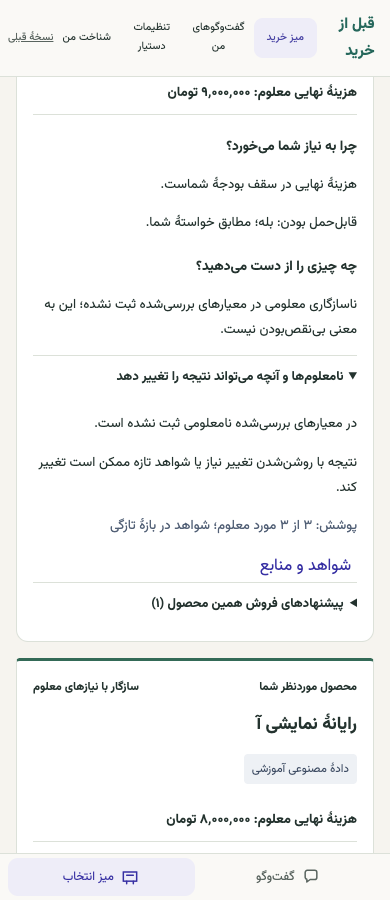 قبل از خرید
میز خرید
گفت‌وگوهای من
تنظیمات دستیار
شناخت من
نسخهٔ قبلی
هزینهٔ نهایی معلوم: ۹٬۰۰۰٬۰۰۰ تومان
چرا به نیاز شما می‌خورد؟
هزینهٔ نهایی در سقف بودجهٔ شماست.
قابل‌حمل بودن: بله؛ مطابق خواستهٔ شما.
چه چیزی را از دست می‌دهید؟
ناسازگاری معلومی در معیارهای بررسی‌شده ثبت نشده؛ این به
معنی بی‌نقص‌بودن نیست.
▼ نامعلوم‌ها و آنچه می‌تواند نتیجه را تغییر دهد
در معیارهای بررسی‌شده نامعلومی ثبت نشده است.
نتیجه با روشن‌شدن تغییر نیاز یا شواهد تازه ممکن است تغییر
کند.
پوشش: ۳ از ۳ مورد معلوم؛ شواهد در بازهٔ تازگی
شواهد و منابع
◀ پیشنهادهای فروش همین محصول (۱)
محصول موردنظر شما
سازگار با نیازهای معلوم
رایانهٔ نمایشی آ
دادهٔ مصنوعی آموزشی
هزینهٔ نهایی معلوم: ۸٬۰۰۰٬۰۰۰ تومان
گفت‌وگو
میز انتخاب